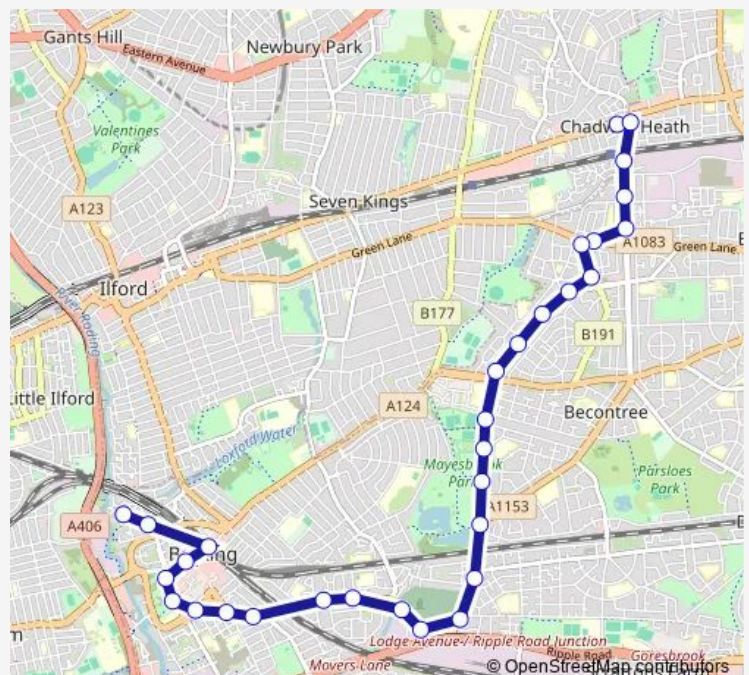 Gants Hill
Newbury Park
Eastern Avenue
Valentines
Park
Heath
A123
Seven Kings
Green Lane
A1083
Green Lane
Ilford
River Roding
B177
B191
Little Ilford
A124
Becontree
Loxford Water
Park
Parsloes
Park
A1153
A406
Lodge Avenue / Ripple Road Junction
Ripple Road
Goresbrook
Movers Lane
© OpenStreetMap contributors